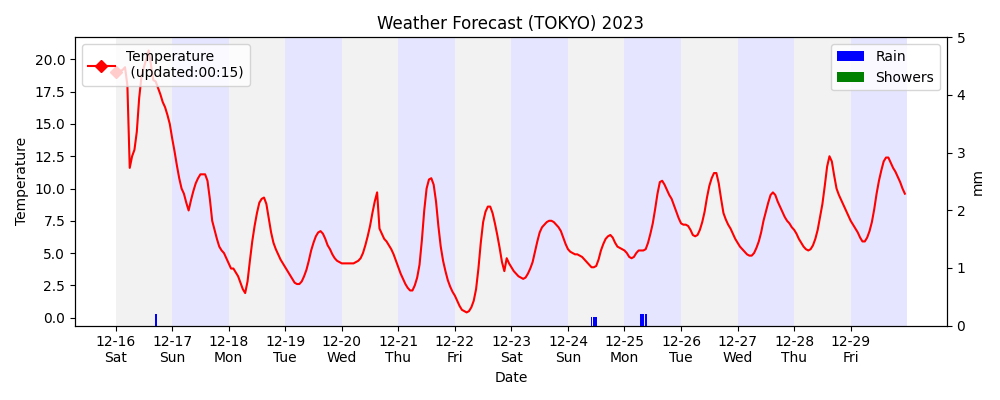 Weather Forecast (TOKYO) 2023
Temperature
(updated:00:15)
Rain
Showers
Temperature
20.0
17.5
15.0
12.5
10.0
7.5
5.0
2.5
0.0
5
4
3
2
1
0
mm
12-16 12-17 12-18 12-19 12-20 12-21 12-22 12-23 12-24 12-25 12-26 12-27 12-28 12-29
Sat Sun Mon Tue Wed Thu Fri Sat Sun Mon Tue Wed Thu Fri
Date